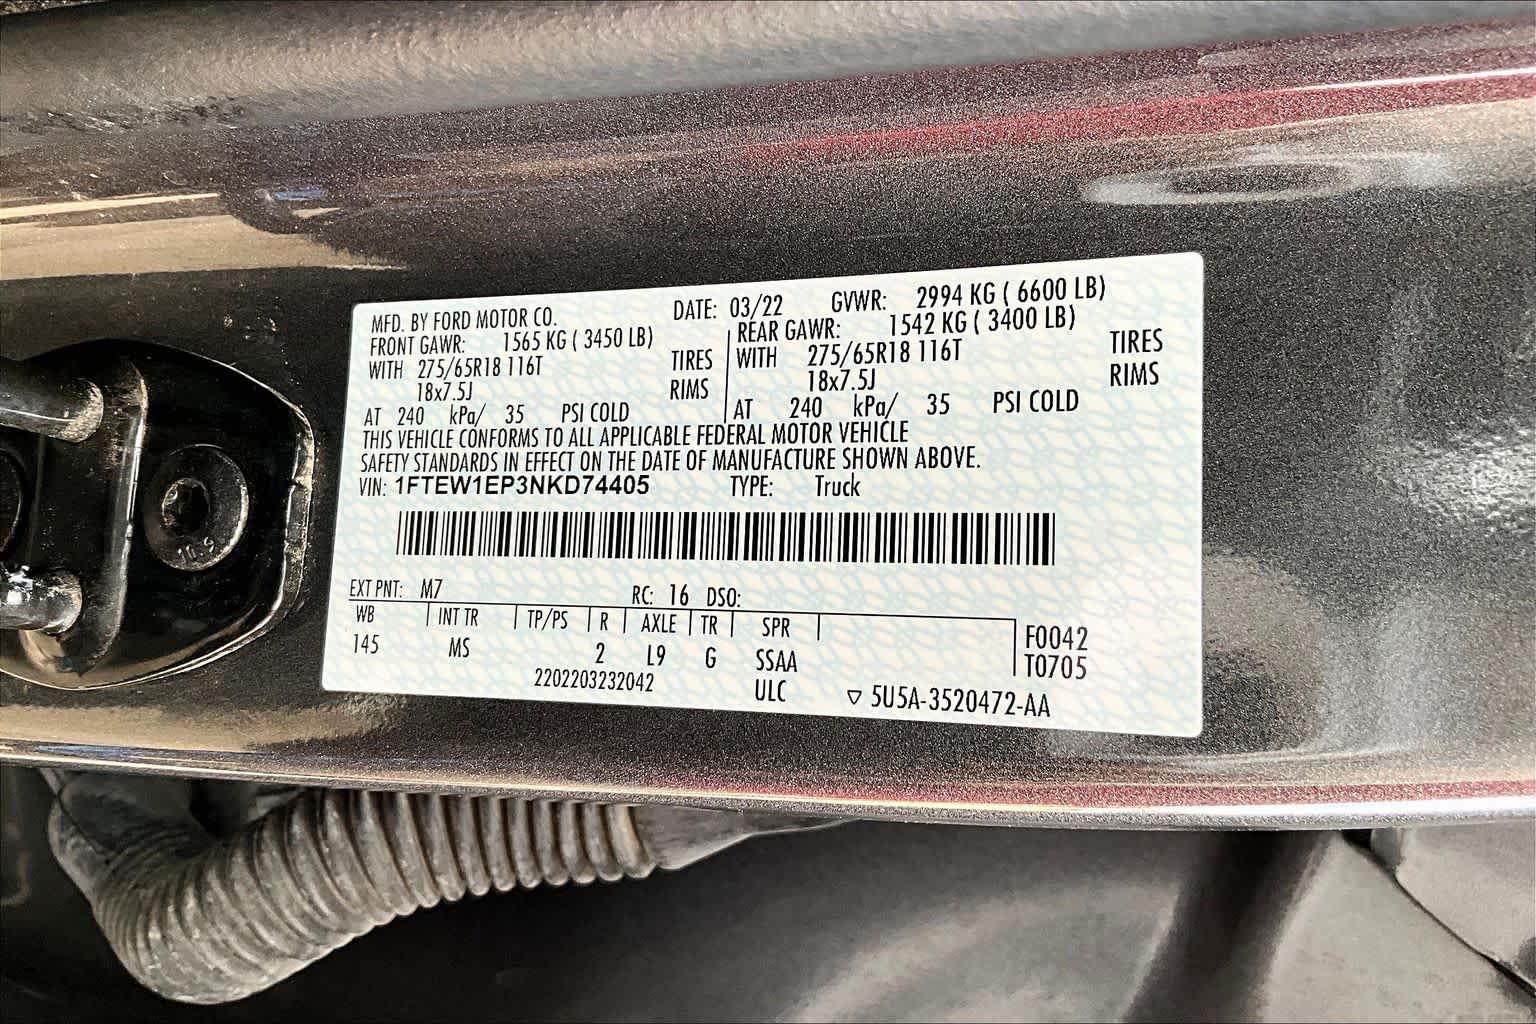 MFD. BY FORD MOTOR CO. DATE: 03/22 GVWR: 2994 KG ( 6600 LB)
FRONT GAWR: 1565 KG ( 3450 LB) REAR GAWR: 1542 KG ( 3400 LB)
WITH 275/65R18 116T TIRES WITH 275/65R18 116T TIRES
18x7.5J RIMS 18x7.5J RIMS
AT 240 kPa/ 35 PSI COLD AT 240 kPa/ 35 PSI COLD
THIS VEHICLE CONFORMS TO ALL APPLICABLE FEDERAL MOTOR VEHICLE
SAFETY STANDARDS IN EFFECT ON THE DATE OF MANUFACTURE SHOWN ABOVE.
VIN: 1FTEW1EP3NKD74405 TYPE: Truck
EXT PNT: M7 RC: 16 DSO:
WB INT TR TP/PS R AXLE TR SPR F0042
145 MS 2 L9 G SSAA T0705
2202203232042 ULC ▽ 5U5A-3520472-AA
10.9